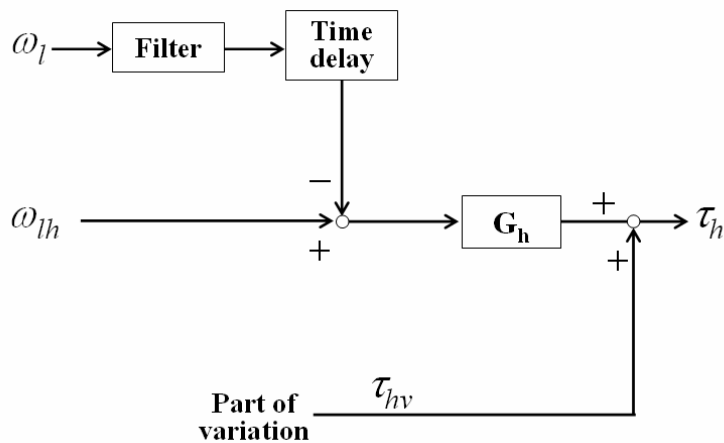 ω_l
Filter
Time
delay
−
ω_lh
+
G_h
+
τ_h
+
τ_hv
Part of
variation